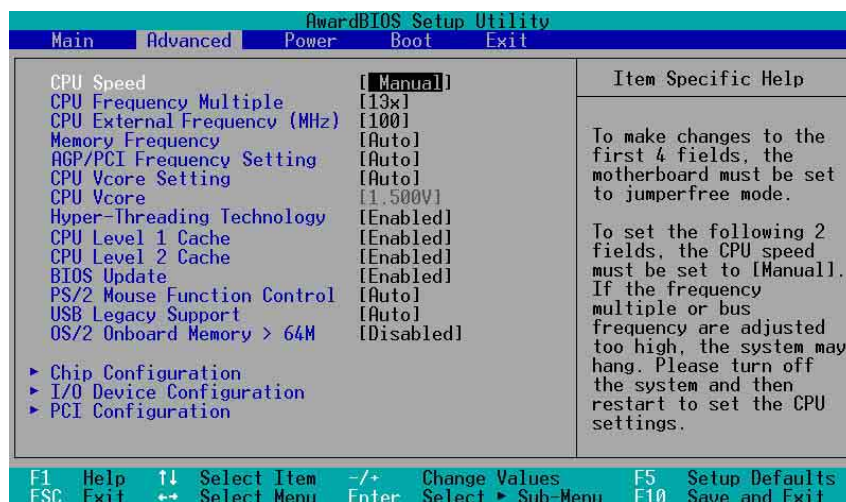 AwardBIOS Setup Utility
Main Advanced Power Boot Exit
CPU Speed [ Manual]
CPU Frequency Multiple [13x]
CPU External Frequency (MHz) [100]
Memory Frequency [Auto]
AGP/PCI Frequency Setting [Auto]
CPU Vcore Setting [Auto]
CPU Vcore [1.500V]
Hyper-Threading Technology [Enabled]
CPU Level 1 Cache [Enabled]
CPU Level 2 Cache [Enabled]
BIOS Update [Enabled]
PS/2 Mouse Function Control [Auto]
USB Legacy Support [Auto]
OS/2 Onboard Memory > 64M [Disabled]
▸ Chip Configuration
▸ I/O Device Configuration
▸ PCI Configuration
Item Specific Help
To make changes to the
first 4 fields, the
motherboard must be set
to jumperfree mode.
To set the following 2
fields, the CPU speed
must be set to [Manual].
If the frequency
multiple or bus
frequency are adjusted
too high, the system may
hang. Please turn off
the system and then
restart to set the CPU
settings.
F1 Help ↑↓ Select Item -/+ Change Values F5 Setup Defaults
ESC Exit ←→ Select Menu Enter Select ▸ Sub-Menu F10 Save and Exit